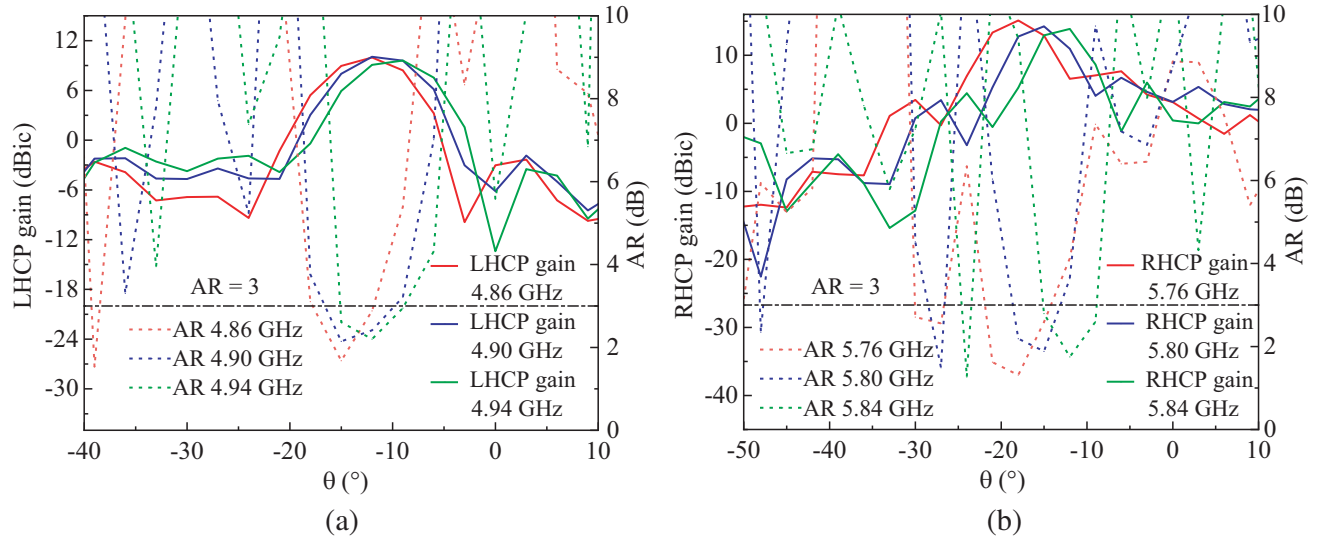 12
6
0
-6
-12
-18
-24
-30
LHCP gain (dBic)
10
8
6
4
2
0
AR (dB)
AR = 3
AR 4.86 GHz
AR 4.90 GHz
AR 4.94 GHz
LHCP gain
4.86 GHz
LHCP gain
4.90 GHz
LHCP gain
4.94 GHz
-40 -30 -20 -10 0 10
θ (°)
(a)
10
0
-10
-20
-30
-40
RHCP gain (dBic)
10
8
6
4
2
0
AR (dB)
AR = 3
AR 5.76 GHz
AR 5.80 GHz
AR 5.84 GHz
RHCP gain
5.76 GHz
RHCP gain
5.80 GHz
RHCP gain
5.84 GHz
-50 -40 -30 -20 -10 0 10
θ (°)
(b)